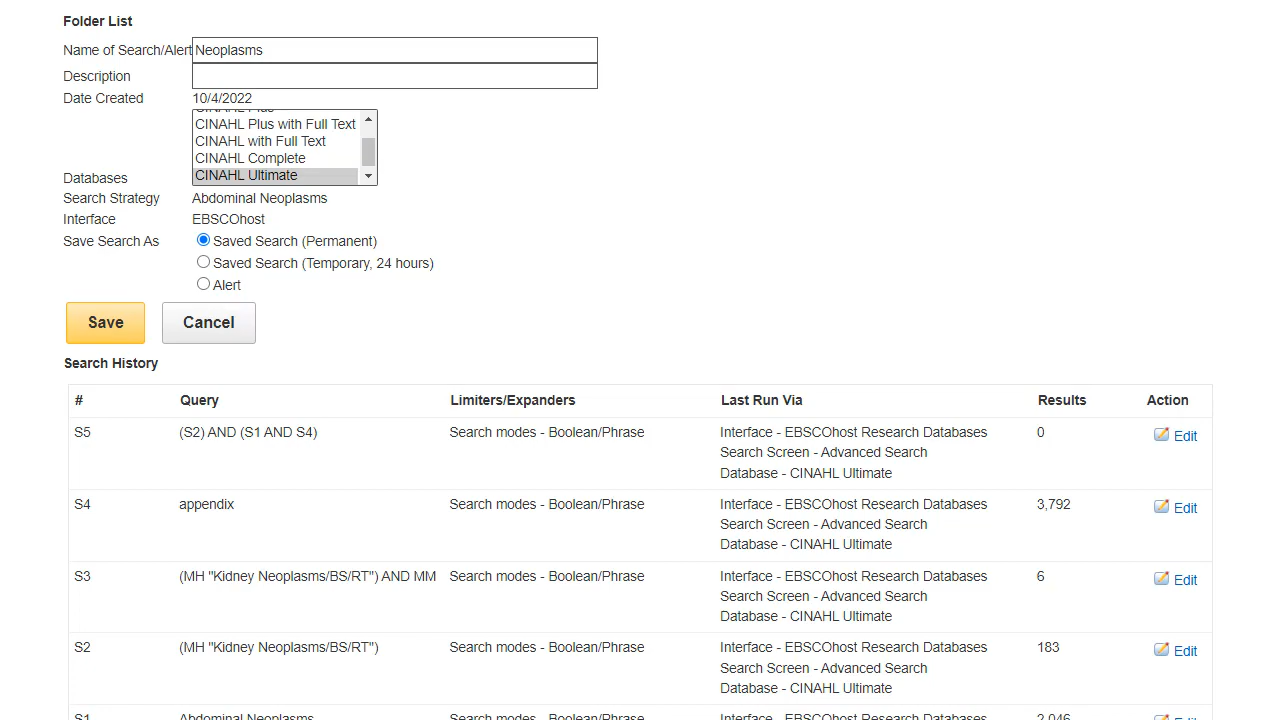 Folder List
Name of Search/Alert Neoplasms
Description
Date Created 10/4/2022
CINAHL Plus
CINAHL Plus with Full Text
CINAHL with Full Text
CINAHL Complete
Databases CINAHL Ultimate
Search Strategy Abdominal Neoplasms
Interface EBSCOhost
Save Search As Saved Search (Permanent)
Saved Search (Temporary, 24 hours)
Alert
Save Cancel
Search History
# Query Limiters/Expanders Last Run Via Results Action
S5 (S2) AND (S1 AND S4) Search modes - Boolean/Phrase Interface - EBSCOhost Research Databases 0 Edit
Search Screen - Advanced Search
Database - CINAHL Ultimate
S4 appendix Search modes - Boolean/Phrase Interface - EBSCOhost Research Databases 3,792 Edit
Search Screen - Advanced Search
Database - CINAHL Ultimate
S3 (MH "Kidney Neoplasms/BS/RT") AND MM Search modes - Boolean/Phrase Interface - EBSCOhost Research Databases 6 Edit
Search Screen - Advanced Search
Database - CINAHL Ultimate
S2 (MH "Kidney Neoplasms/BS/RT") Search modes - Boolean/Phrase Interface - EBSCOhost Research Databases 183 Edit
Search Screen - Advanced Search
Database - CINAHL Ultimate
S1 Abdominal Neoplasms Search modes - Boolean/Phrase Interface - EBSCOhost Research Databases 2,046 Edit